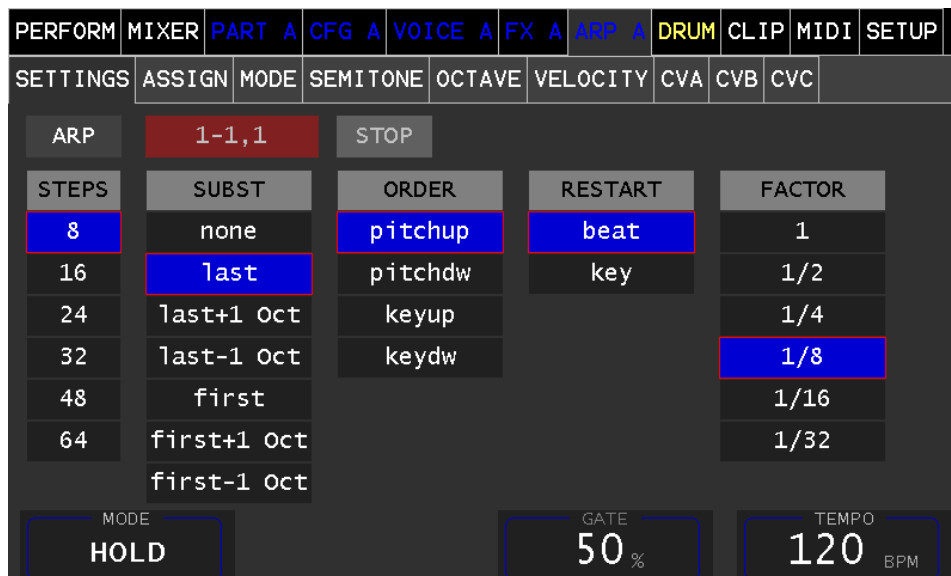 PERFORM MIXER PART A CFG A VOICE A FX A ARP A DRUM CLIP MIDI SETUP
SETTINGS ASSIGN MODE SEMITONE OCTAVE VELOCITY CVA CVB CVC
ARP 1-1,1 STOP
STEPS SUBST ORDER RESTART FACTOR
8 none pitchup beat 1
16 last pitchdw key 1/2
24 last+1 Oct keyup 1/4
32 last-1 Oct keydw 1/8
48 first 1/16
64 first+1 Oct 1/32
first-1 Oct
MODE GATE TEMPO
HOLD 50 % 120 BPM